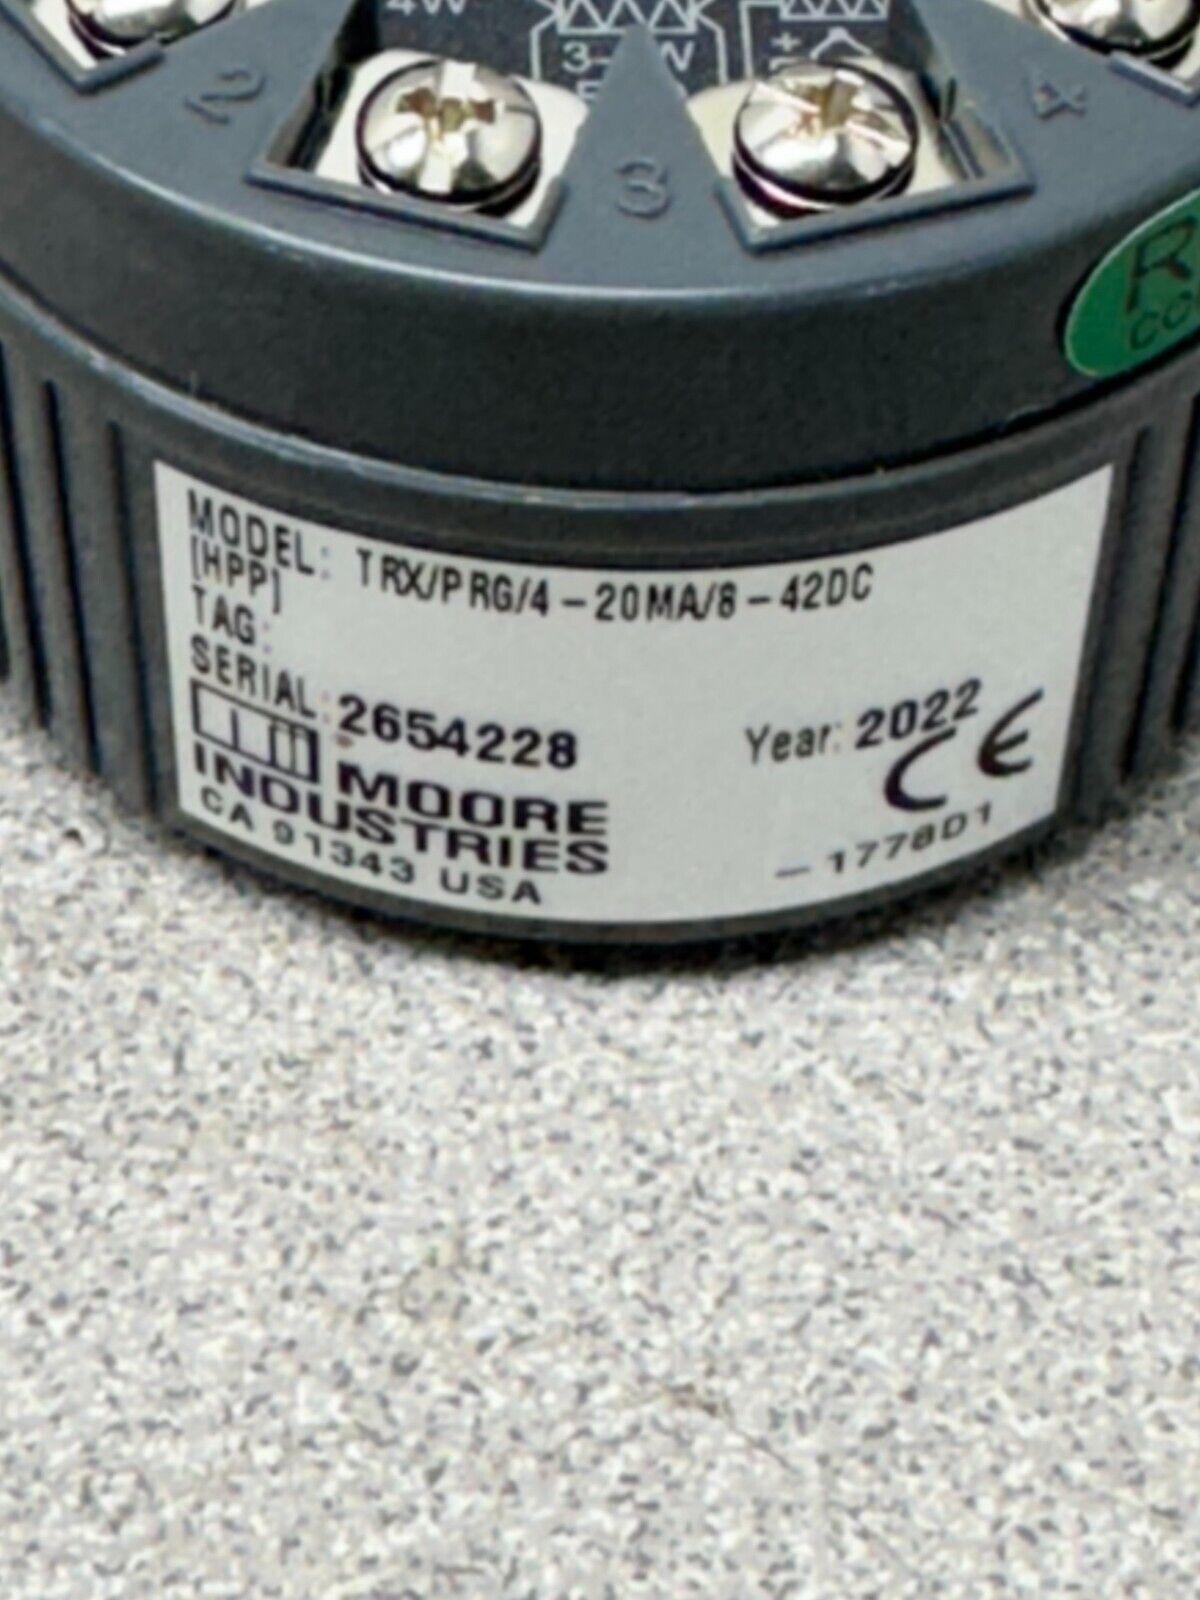 4W
2
3
4
MODEL: TRX/PRG/4-20MA/8-42DC
[HPP]
TAG:
SERIAL: 2654228
Year: 2022
CE
MOORE
INDUSTRIES
CA 91343 USA
-1778D1